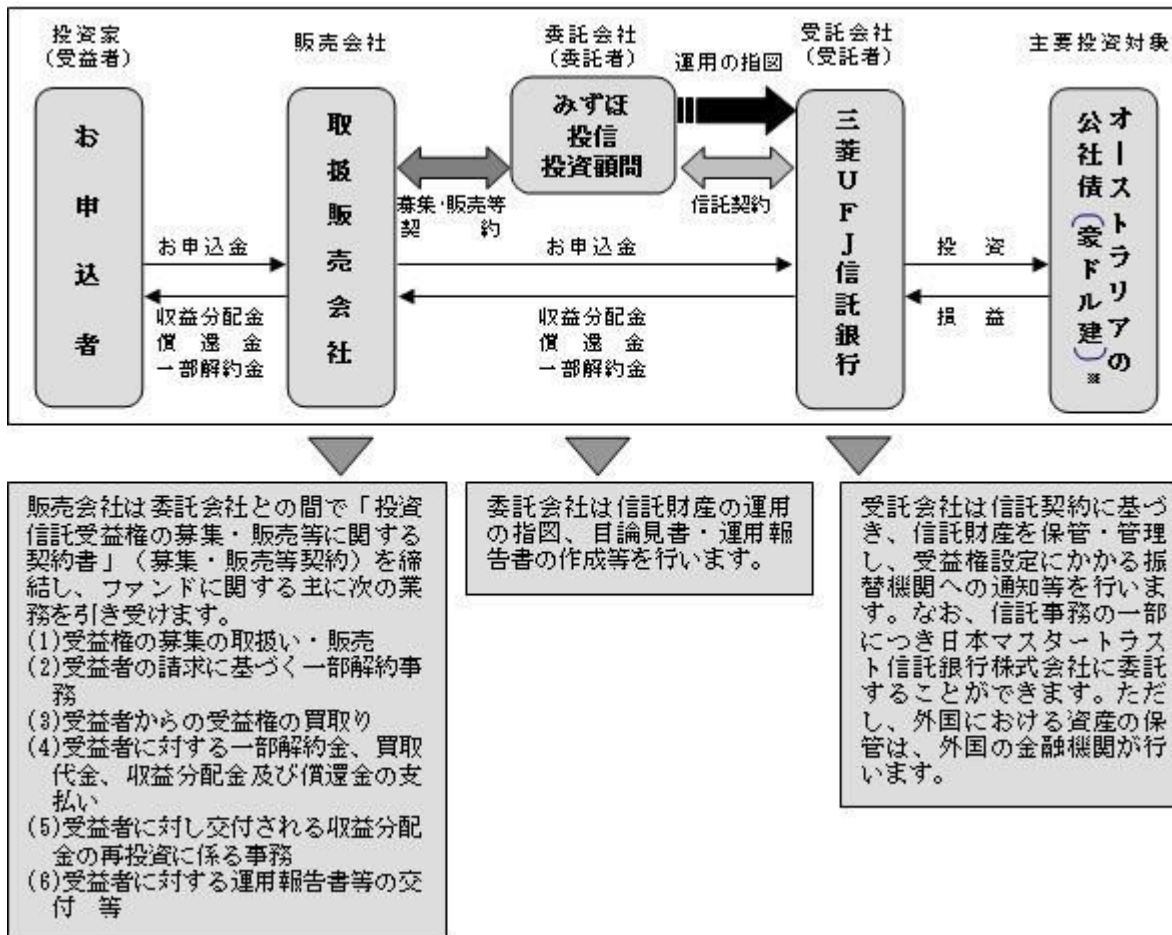 投資家
(受益者)
販売会社
委託会社
(委託者)
受託会社
(受託者)
主要投資対象
運用の指図
お申込者
取扱販売会社
みずほ
投信
投資顧問
三菱UFJ信託銀行
オーストラリアの
公社債(豪ドル建)※
募集・販売等
契 約
信託契約
お申込金
収益分配金
償 還 金
一部解約金
お申込金
収益分配金
償 還 金
一部解約金
投 資
損 益
販売会社は委託会社との間で「投資
信託受益権の募集・販売等に関する
契約書」(募集・販売等契約)を締
結し、ファンドに関する主に次の業
務を引き受けます。
(1)受益権の募集の取扱い・販売
(2)受益者の請求に基づく一部解約事
務
(3)受益者からの受益権の買取り
(4)受益者に対する一部解約金、買取
代金、収益分配金及び償還金の支
払い
(5)受益者に対し交付される収益分配
金の再投資に係る事務
(6)受益者に対する運用報告書等の交
付 等
委託会社は信託財産の運用
の指図、目論見書・運用報
告書の作成等を行います。
受託会社は信託契約に基づ
き、信託財産を保管・管理
し、受益権設定にかかる振
替機関への通知等を行いま
す。なお、信託事務の一部
につき日本マスタートラス
ト信託銀行株式会社に委託
することができます。ただ
し、外国における資産の保
管は、外国の金融機関が行
います。